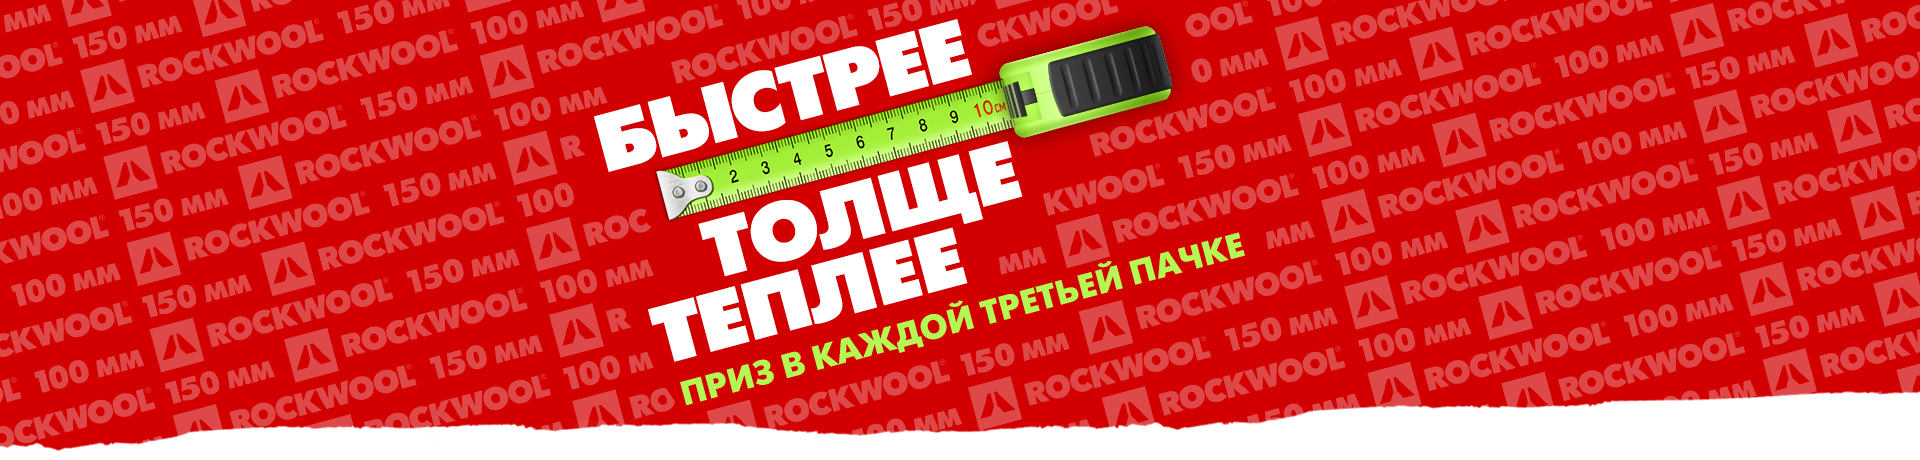 БЫСТРЕЕ
2 3 4 5 6 7 8 9 10см
ТОЛЩЕ
ТЕПЛЕЕ
ПРИЗ В КАЖДОЙ ТРЕТЬЕЙ ПАЧКЕ
ROCKWOOL® 100 мм
ROCKWOOL® 150 мм